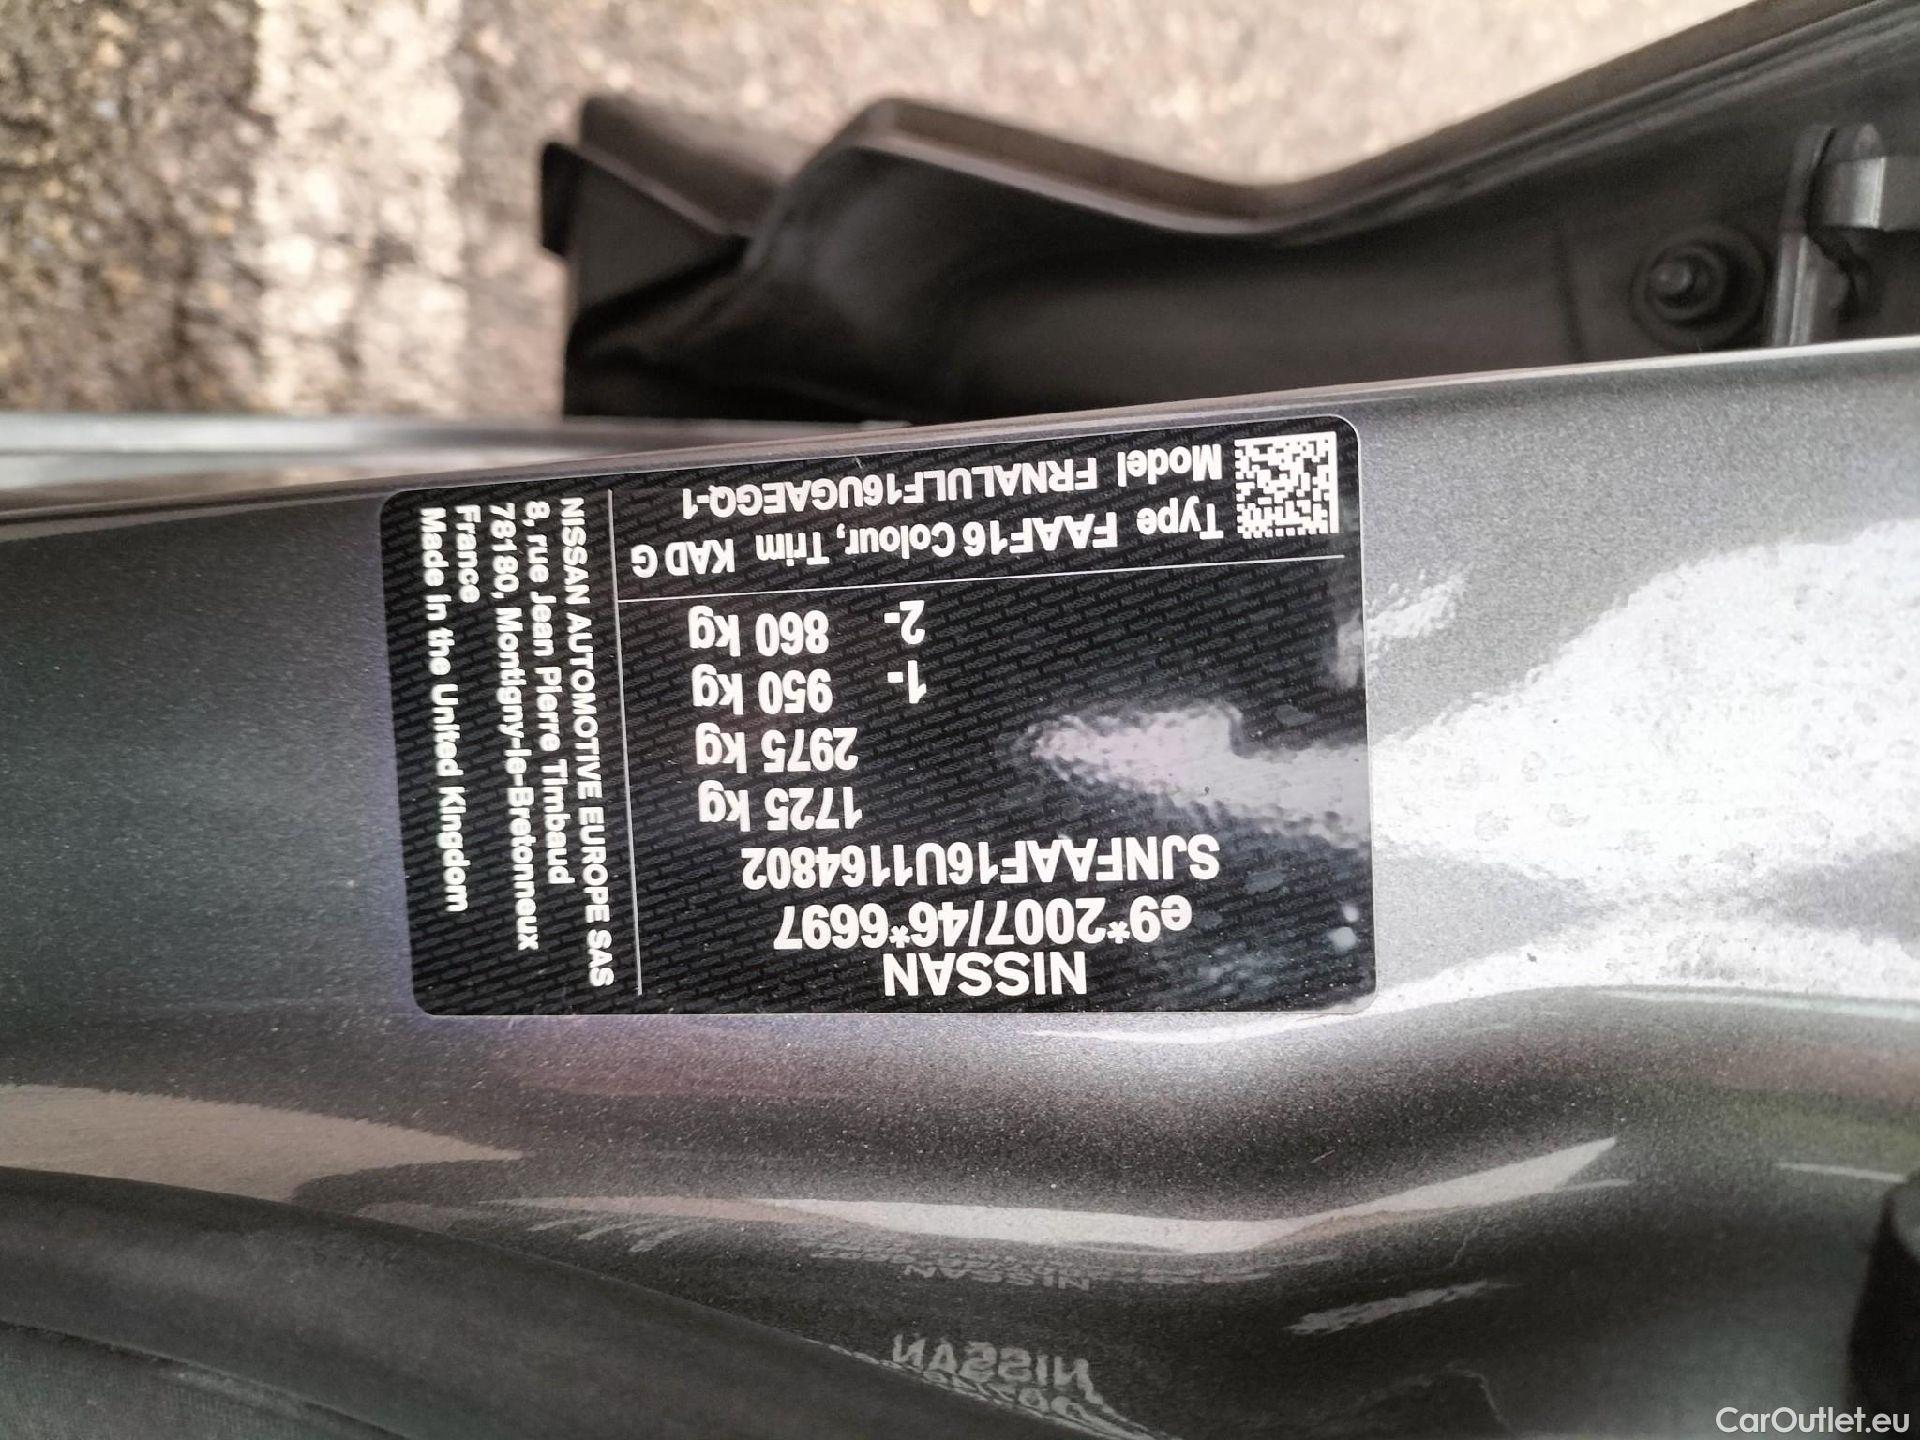 NISSAN
e9*2007/46*6697
SJNFAAF16U1164802
1725 kg
2975 kg
1- 950 kg
2- 860 kg
Type FAAF16 Colour, Trim KAD G
Model FRNALULF16UGAEGQ-1
NISSAN AUTOMOTIVE EUROPE SAS
8, rue Jean Pierre Timbaud
78180, Montigny-le-Bretonneux
France
Made in the United Kingdom
CarOutlet.eu